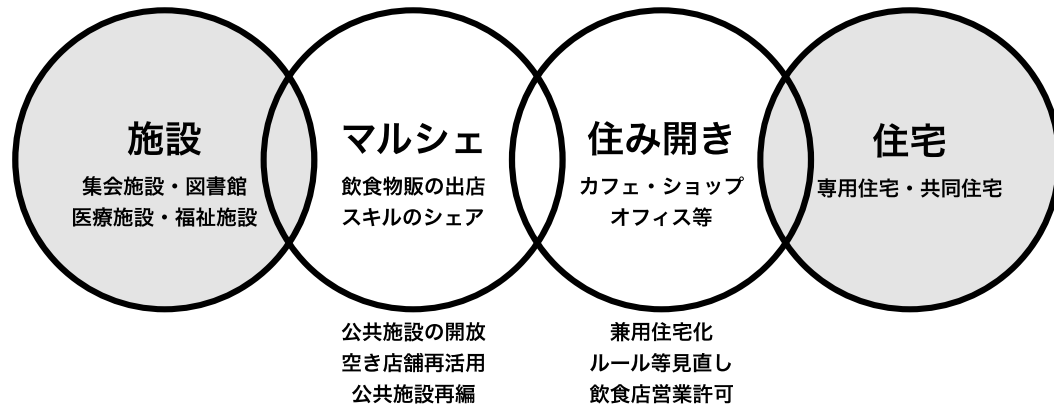 施設
集会施設・図書館
医療施設・福祉施設
マルシェ
飲食物販の出店
スキルのシェア
公共施設の開放
空き店舗再活用
公共施設再編
住み開き
カフェ・ショップ
オフィス等
兼用住宅化
ルール等見直し
飲食店営業許可
住宅
専用住宅・共同住宅